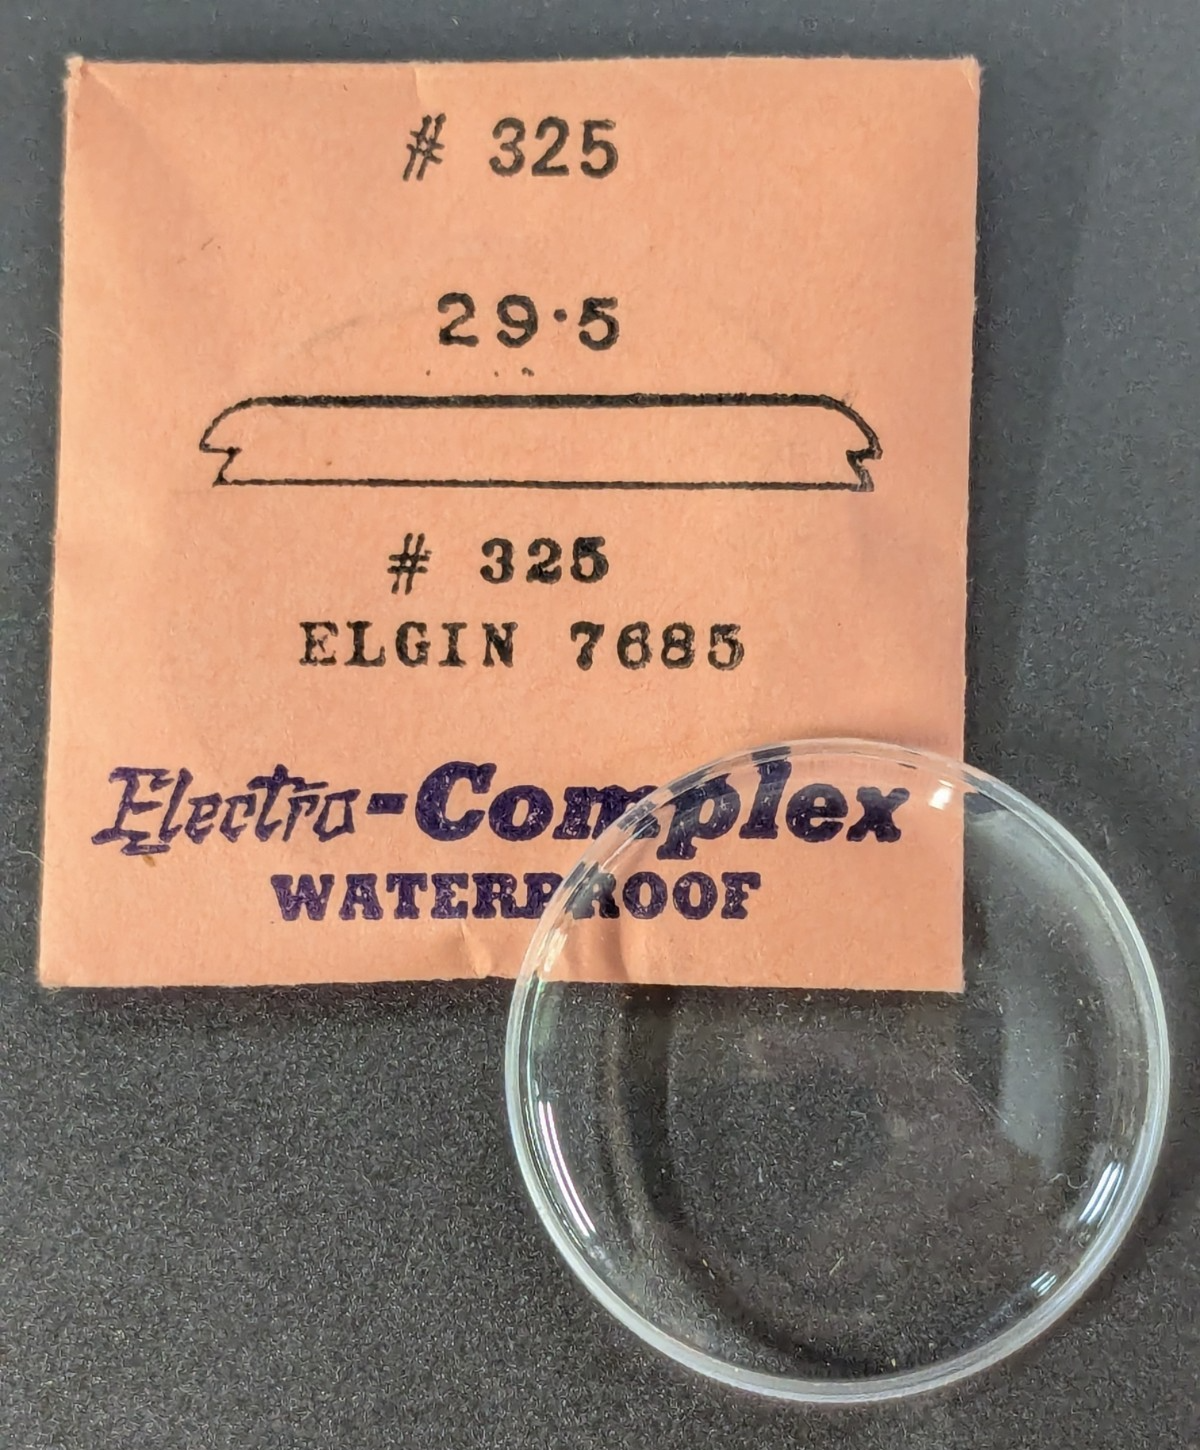 # 325
29·5
# 325
ELGIN 7685
Electro-Complex
WATERPROOF